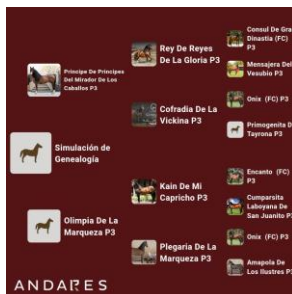 Consul De Gra
Dinastia (FC)
P3
Rey De Reyes
De La Gloria P3
Mensajera Del
Vesubio P3
Principe De Principes
Del Mirador De Los
Caballos P3
Onix (FC) P3
Cofradia De La
Vickina P3
Primogenita D
Tayrona P3
Simulación de
Genealogía
Encanto (FC)
P3
Kain De Mi
Capricho P3
Cumparsita
Laboyana De
San Juanito P3
Olimpia De La
Marqueza P3
Onix (FC) P3
Plegaria De La
Marqueza P3
Amapola De
Los Ilustres P3
ANDARES